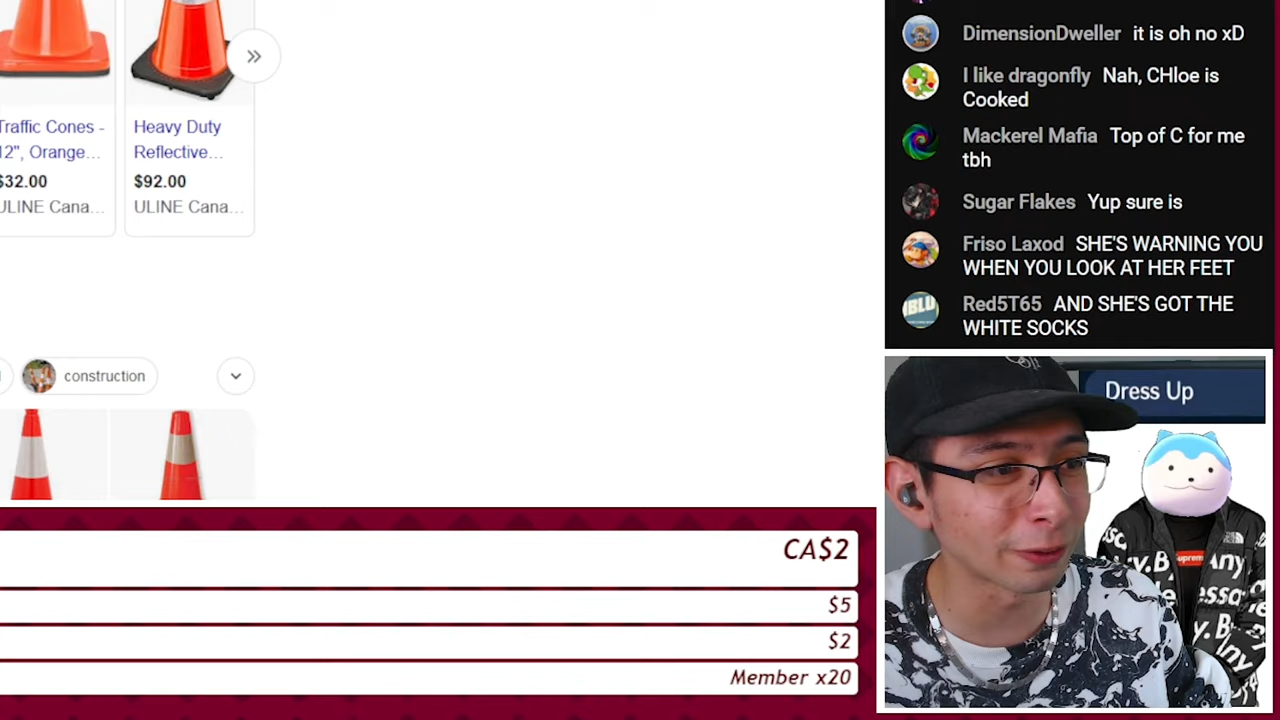 Traffic Cones -
12", Orange...
$32.00
ULINE Cana...
Heavy Duty
Reflective...
$92.00
ULINE Cana...
construction
CA$2
$5
$2
Member x20
DimensionDweller it is oh no xD
I like dragonfly Nah, CHloe is
Cooked
Mackerel Mafia Top of C for me
tbh
Sugar Flakes Yup sure is
Friso Laxod SHE'S WARNING YOU
WHEN YOU LOOK AT HER FEET
Red5T65 AND SHE'S GOT THE
WHITE SOCKS
Dress Up